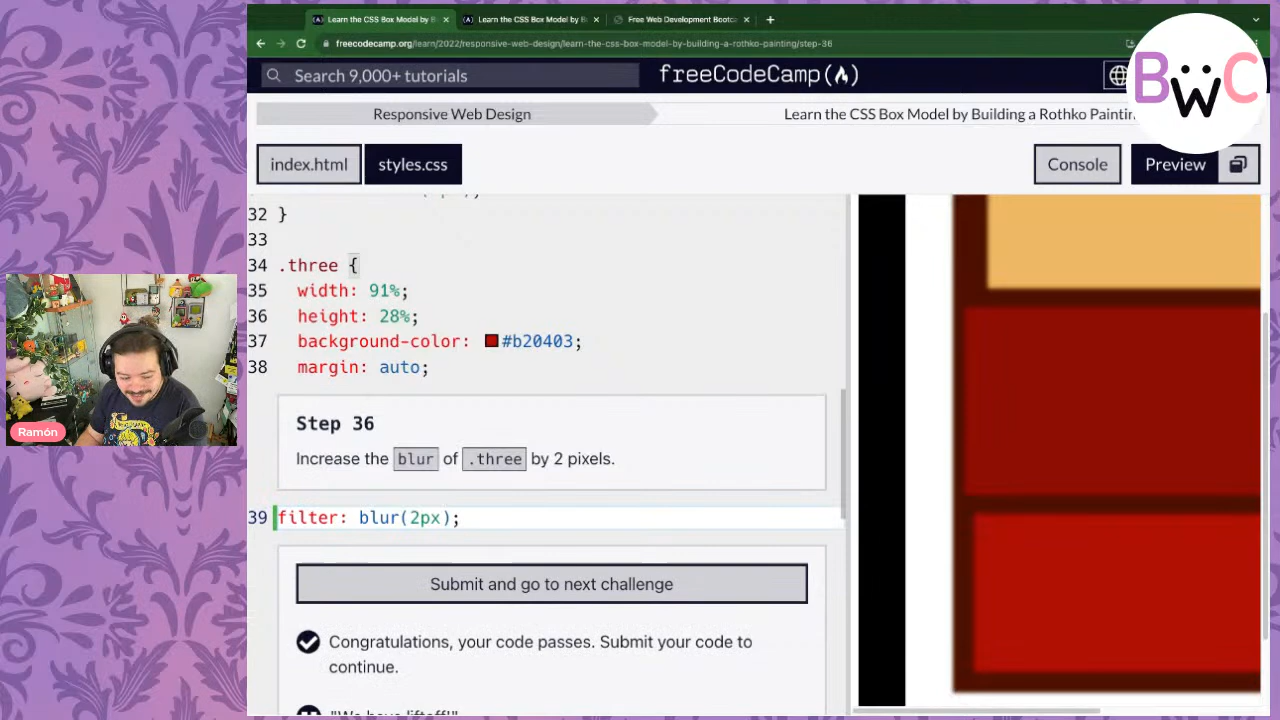 Learn the CSS Box Model by B
Learn the CSS Box Model by B
Free Web Development Bootca
freecodecamp.org/learn/2022/responsive-web-design/learn-the-css-box-model-by-building-a-rothko-painting/step-36
Search 9,000+ tutorials
freeCodeCamp(🔥)
BWC
Responsive Web Design
Learn the CSS Box Model by Building a Rothko Paintin
index.html
styles.css
Console
Preview
32 }
33
34 .three {
35 width: 91%;
36 height: 28%;
37 background-color: #b20403;
38 margin: auto;
Step 36
Increase the blur of .three by 2 pixels.
39 filter: blur(2px);
Submit and go to next challenge
Congratulations, your code passes. Submit your code to
continue.
"We have liftoff!"
Ramón